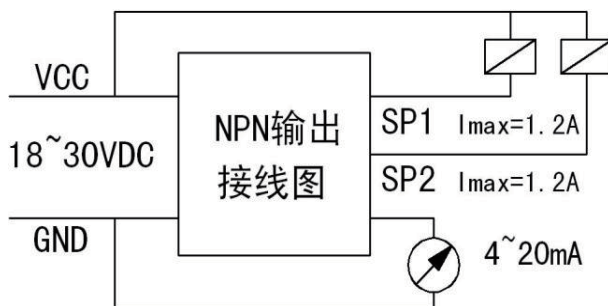 VCC
18~30VDC
GND
NPN输出
接线图
SP1 Imax=1.2A
SP2 Imax=1.2A
4~20mA